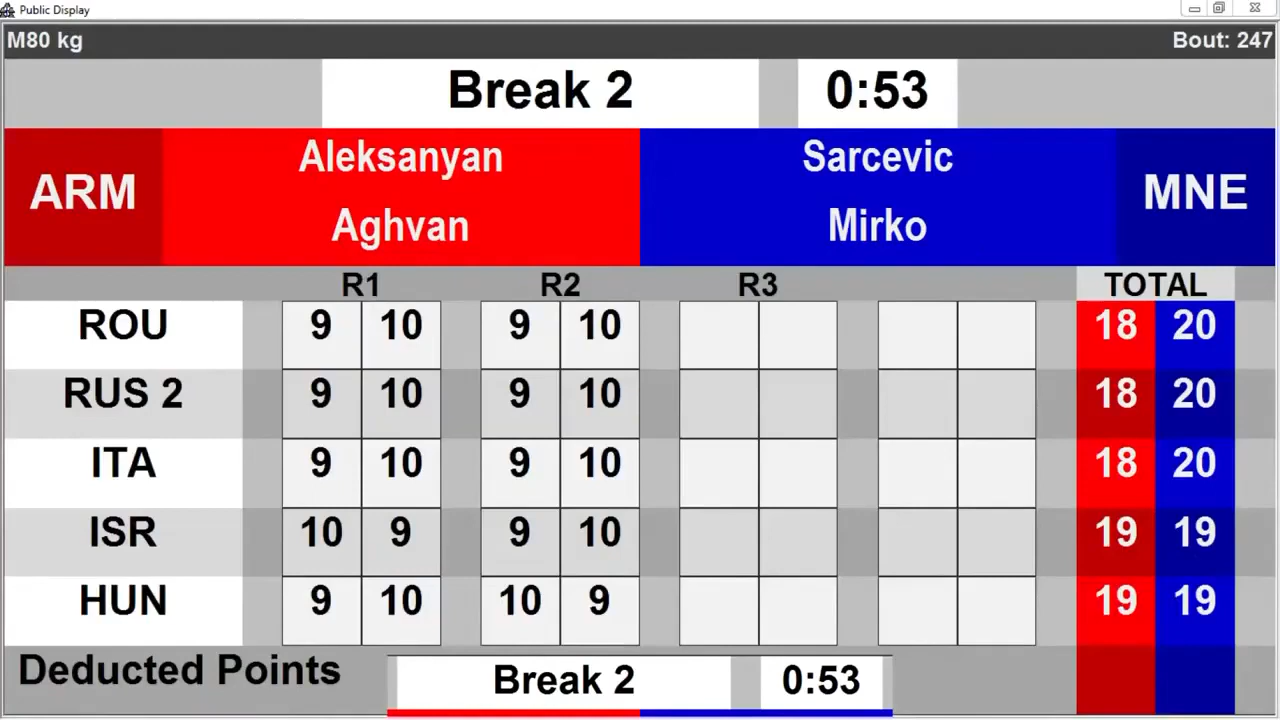 Public Display
M80 kg Bout: 247
Break 2 0:53
ARM Aleksanyan Aghvan Sarcevic Mirko MNE
R1 R2 R3 TOTAL
ROU 9 10 9 10 18 20
RUS 2 9 10 9 10 18 20
ITA 9 10 9 10 18 20
ISR 10 9 9 10 19 19
HUN 9 10 10 9 19 19
Deducted Points Break 2 0:53